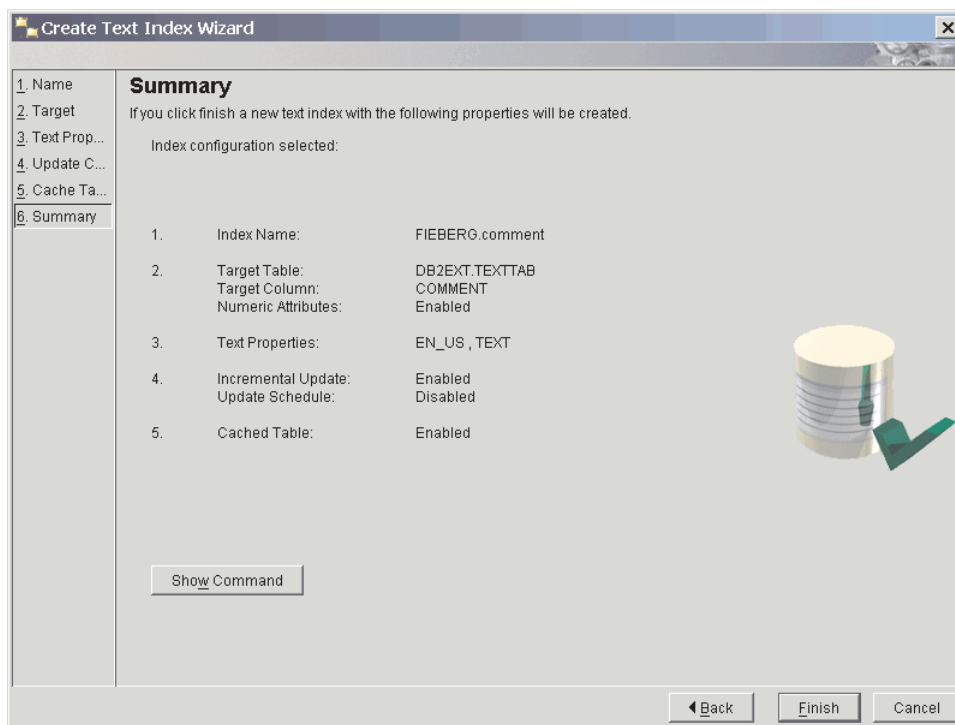 Create Text Index Wizard
1. Name
2. Target
3. Text Prop...
4. Update C...
5. Cache Ta...
6. Summary
Summary
If you click finish a new text index with the following properties will be created.
Index configuration selected:
1. Index Name: FIEBERG.comment
2. Target Table: DB2EXT.TEXTTAB
Target Column: COMMENT
Numeric Attributes: Enabled
3. Text Properties: EN_US , TEXT
4. Incremental Update: Enabled
Update Schedule: Disabled
5. Cached Table: Enabled
Show Command
Back Finish Cancel